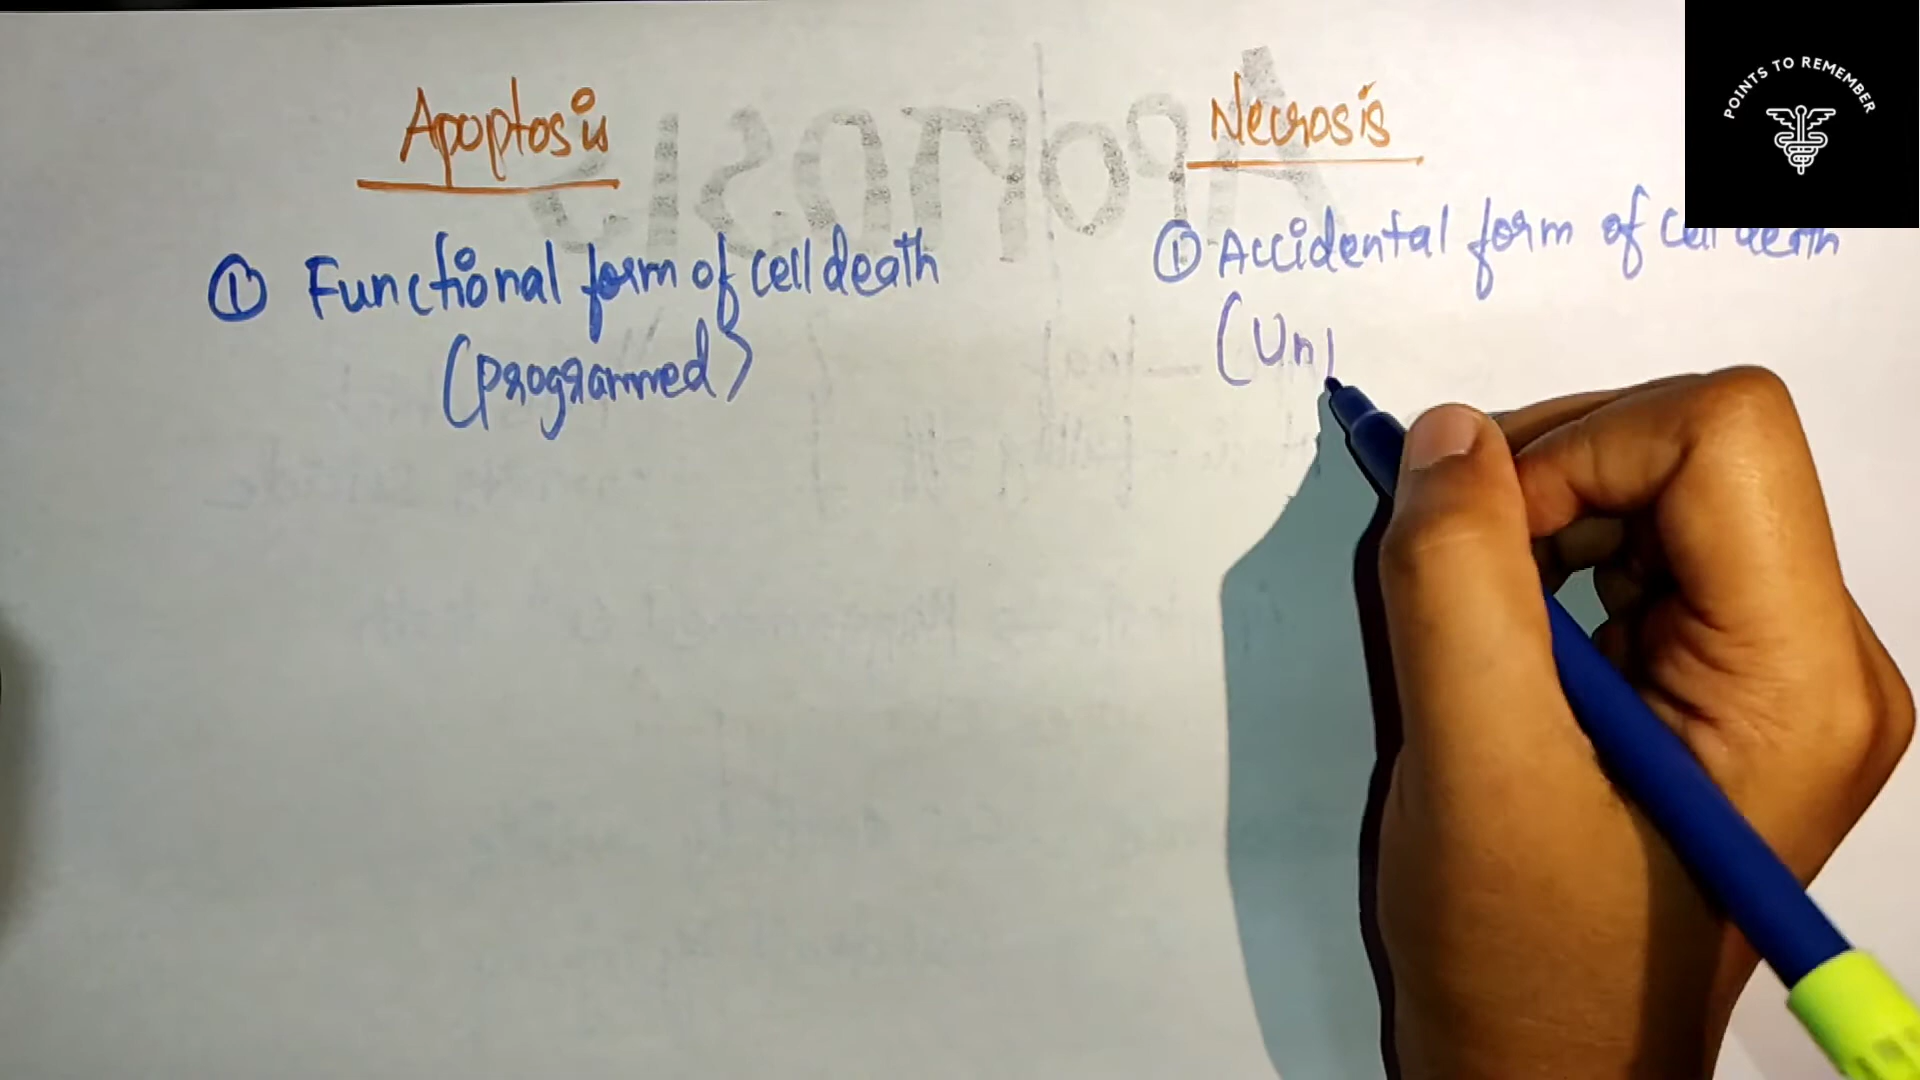 Apoptosis
Necrosis
① Functional form of cell death
(programmed)
① Accidental form of cell death
(Un
POINTS TO REMEMBER